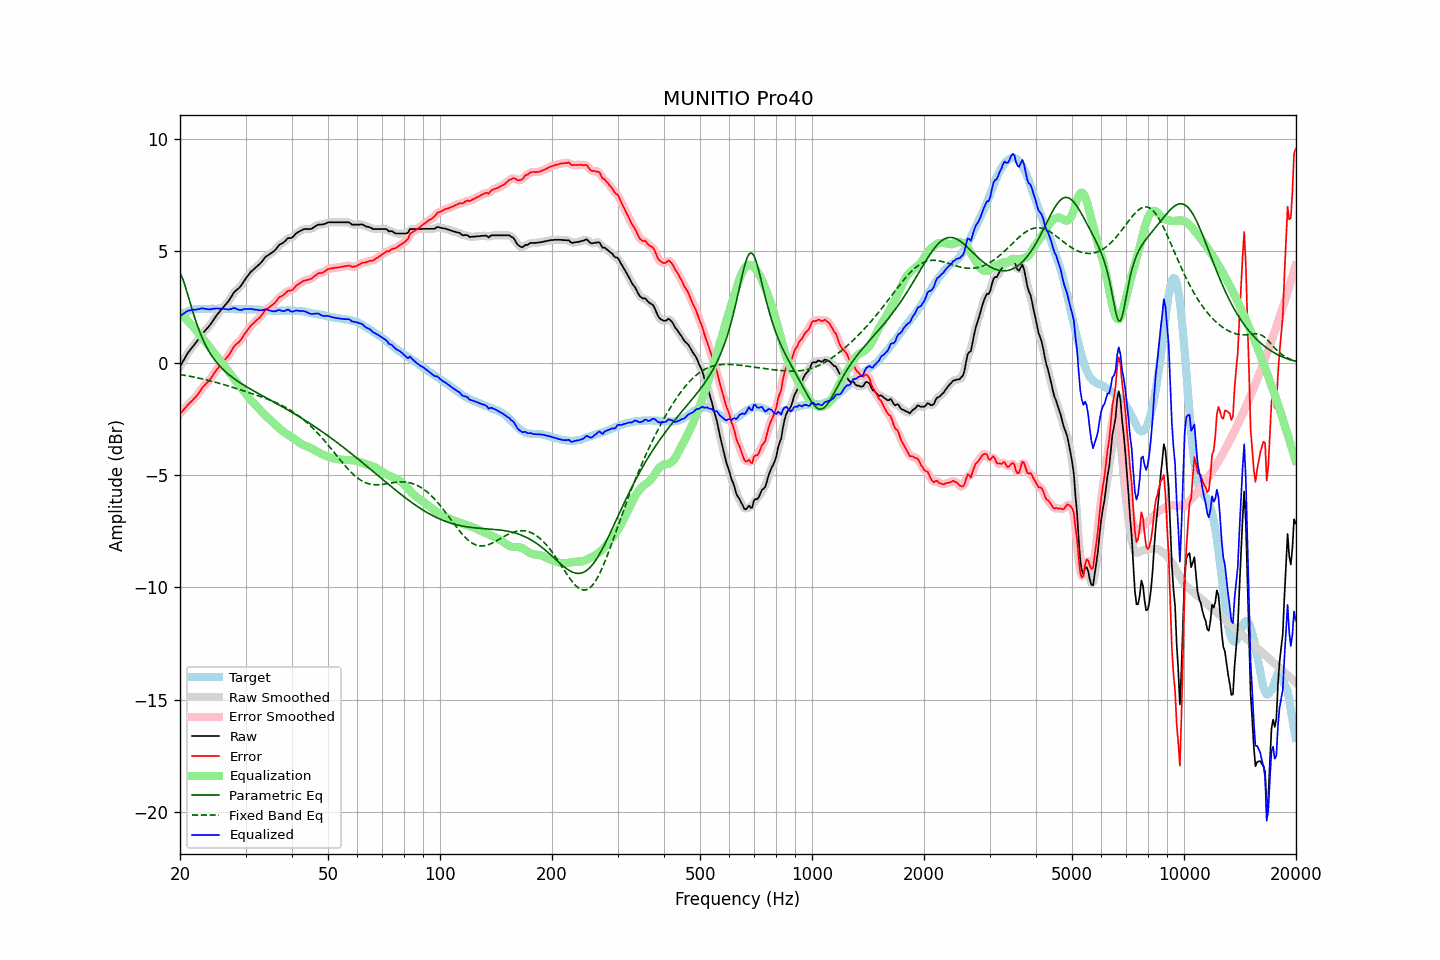 MUNITIO Pro40
Amplitude (dBr)
10
5
0
−5
−10
−15
−20
Target
Raw Smoothed
Error Smoothed
Raw
Error
Equalization
Parametric Eq
Fixed Band Eq
Equalized
20 50 100 200 500 1000 2000 5000 10000 20000
Frequency (Hz)